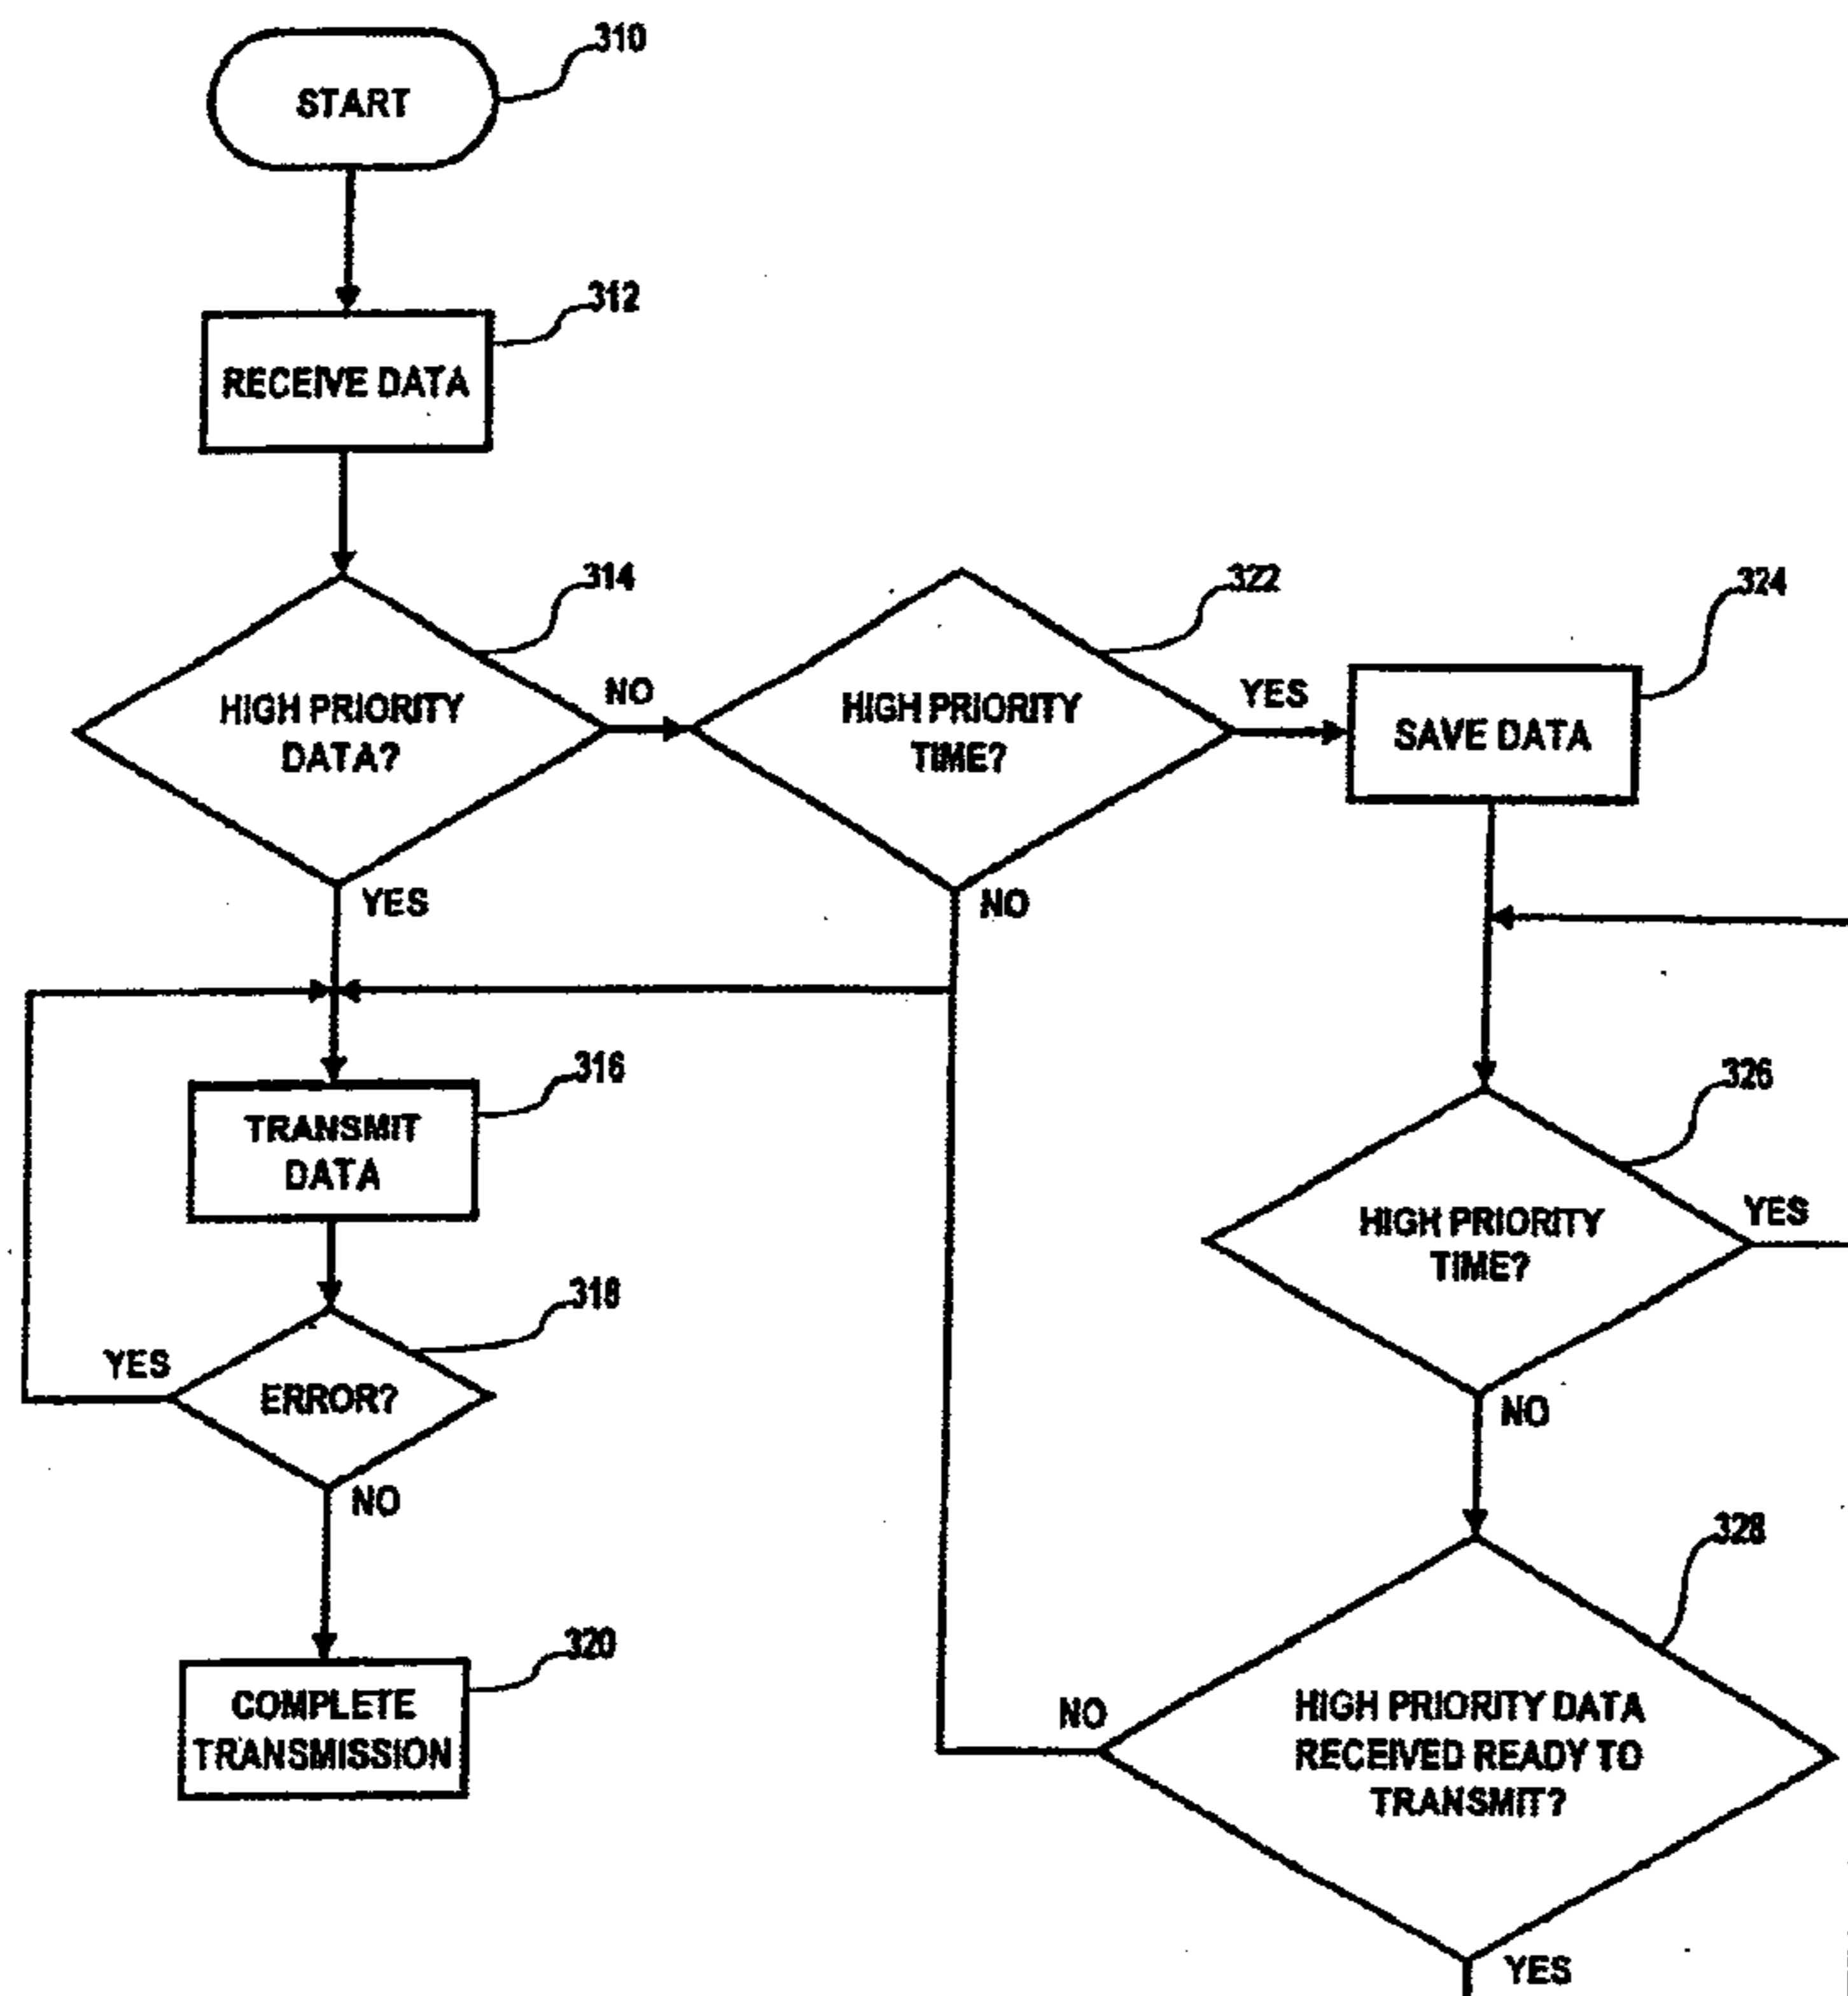 310
START
312
RECEIVE DATA
314
HIGH PRIORITY
DATA?
NO
YES
322
HIGH PRIORITY
TIME?
YES
NO
324
SAVE DATA
316
TRANSMIT
DATA
318
ERROR?
YES
NO
320
COMPLETE
TRANSMISSION
326
HIGH PRIORITY
TIME?
YES
NO
328
HIGH PRIORITY DATA
RECEIVED READY TO
TRANSMIT?
NO
YES